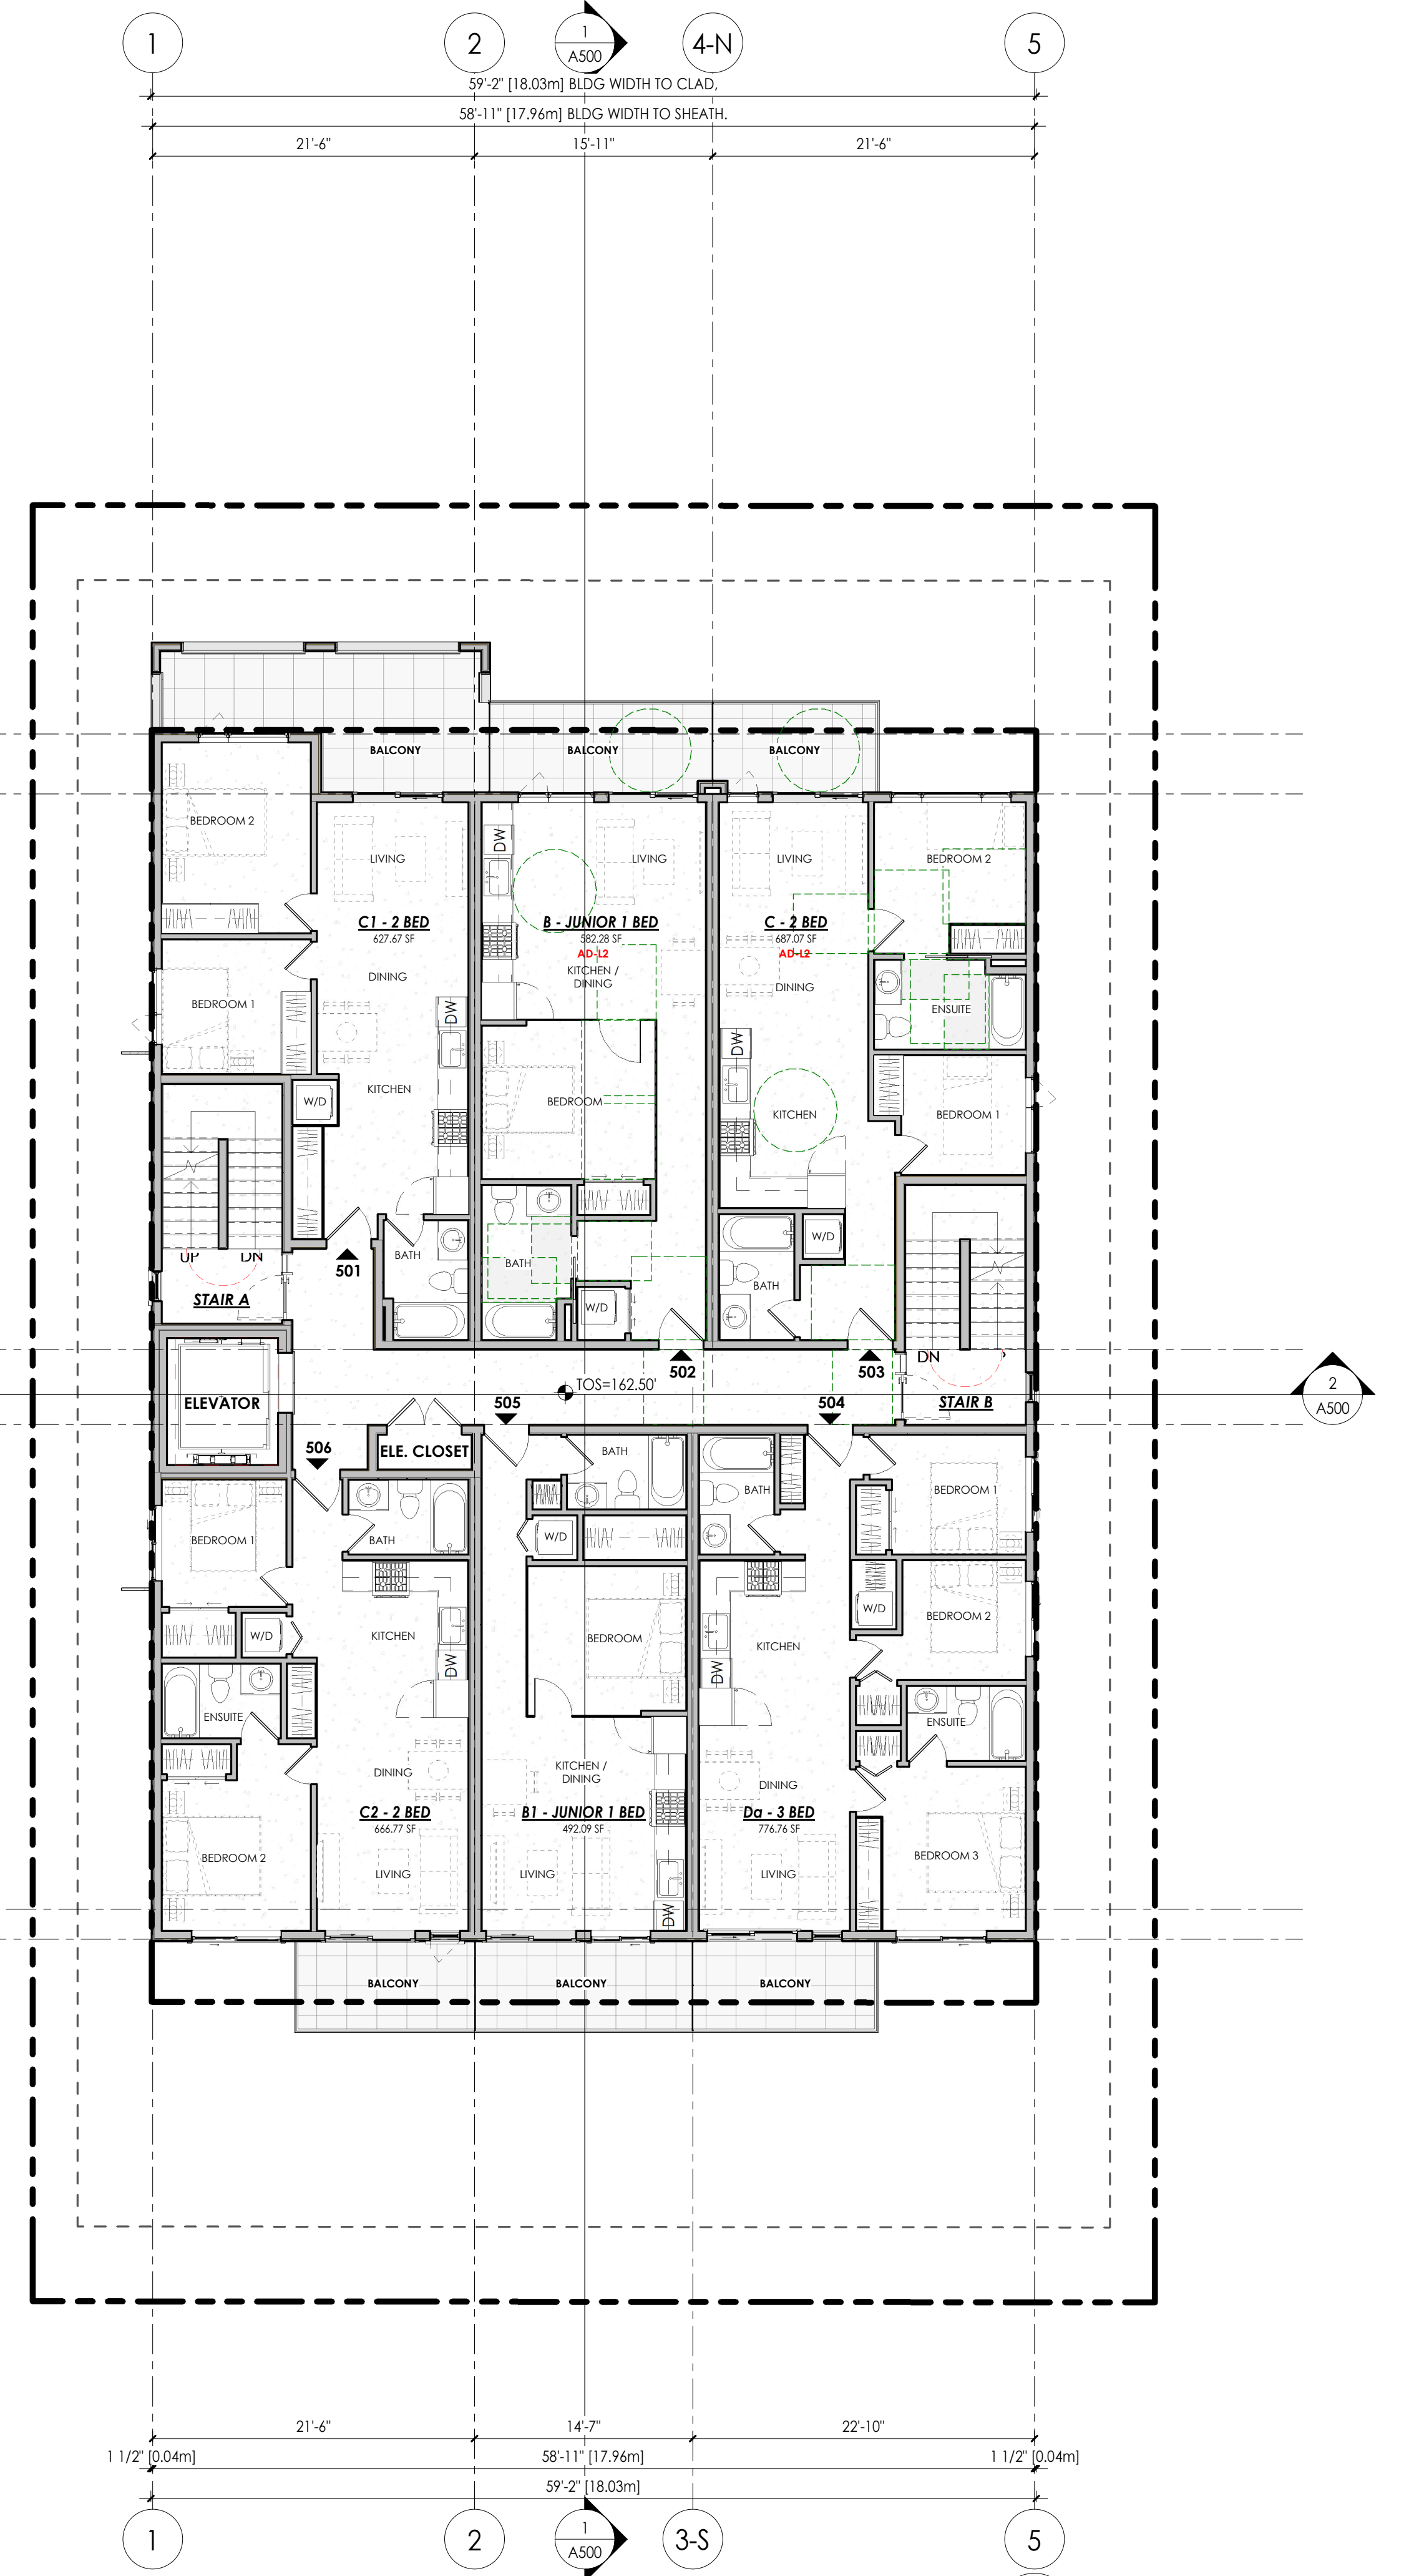 1
2
1
A500
4-N
5
59'-2" [18.03m] BLDG WIDTH TO CLAD,
58'-11" [17.96m] BLDG WIDTH TO SHEATH.
21'-6"
15'-11"
21'-6"
BALCONY
BALCONY
BALCONY
BEDROOM 2
LIVING
DW
LIVING
LIVING
BEDROOM 2
C1 - 2 BED
627.67 SF
B - JUNIOR 1 BED
582.28 SF
AD-L2
KITCHEN /
DINING
C - 2 BED
687.07 SF
AD-L2
DINING
DINING
BEDROOM 1
DW
ENSUITE
DW
KITCHEN
W/D
BEDROOM
KITCHEN
BEDROOM 1
UP
DN
BATH
BATH
W/D
BATH
501
STAIR A
W/D
DN
502
503
TOS=162.50'
ELEVATOR
505
504
STAIR B
2
A500
506
ELE. CLOSET
BATH
BATH
BEDROOM 1
BEDROOM 1
BATH
W/D
W/D
W/D
BEDROOM 2
KITCHEN
BEDROOM
KITCHEN
DW
DW
ENSUITE
ENSUITE
DINING
KITCHEN /
DINING
DINING
C2 - 2 BED
666.77 SF
B1 - JUNIOR 1 BED
492.09 SF
Da - 3 BED
776.76 SF
BEDROOM 2
BEDROOM 3
LIVING
LIVING
LIVING
DW
BALCONY
BALCONY
BALCONY
21'-6"
14'-7"
22'-10"
1 1/2" [0.04m]
58'-11" [17.96m]
1 1/2" [0.04m]
59'-2" [18.03m]
1
2
1
A500
3-S
5